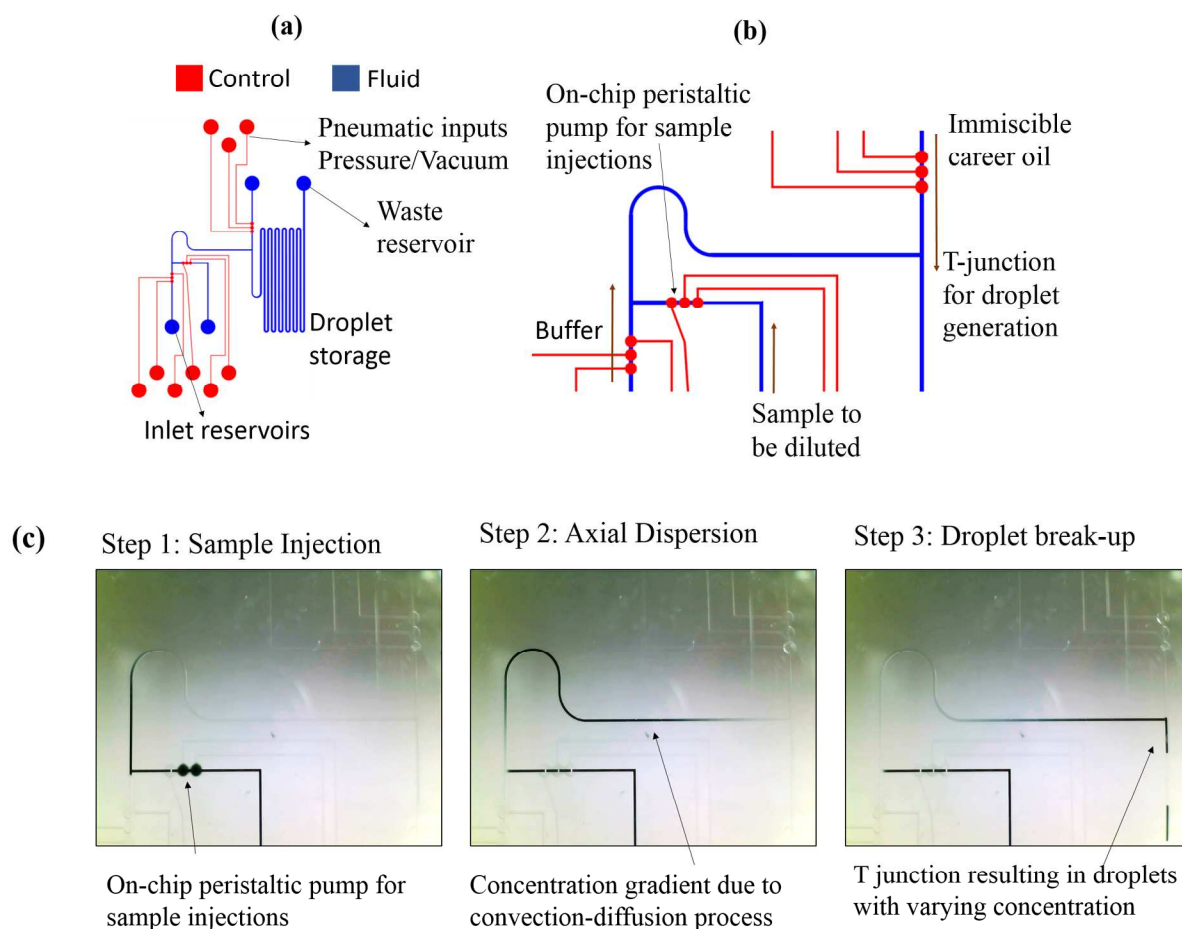 (a)
Control
Fluid
Pneumatic inputs
Pressure/Vacuum
Waste
reservoir
Droplet
storage
Inlet reservoirs
(b)
On-chip peristaltic
pump for sample
injections
Immiscible
career oil
T-junction
for droplet
generation
Buffer
Sample to
be diluted
(c)
Step 1: Sample Injection
On-chip peristaltic pump for
sample injections
Step 2: Axial Dispersion
Concentration gradient due to
convection-diffusion process
Step 3: Droplet break-up
T junction resulting in droplets
with varying concentration